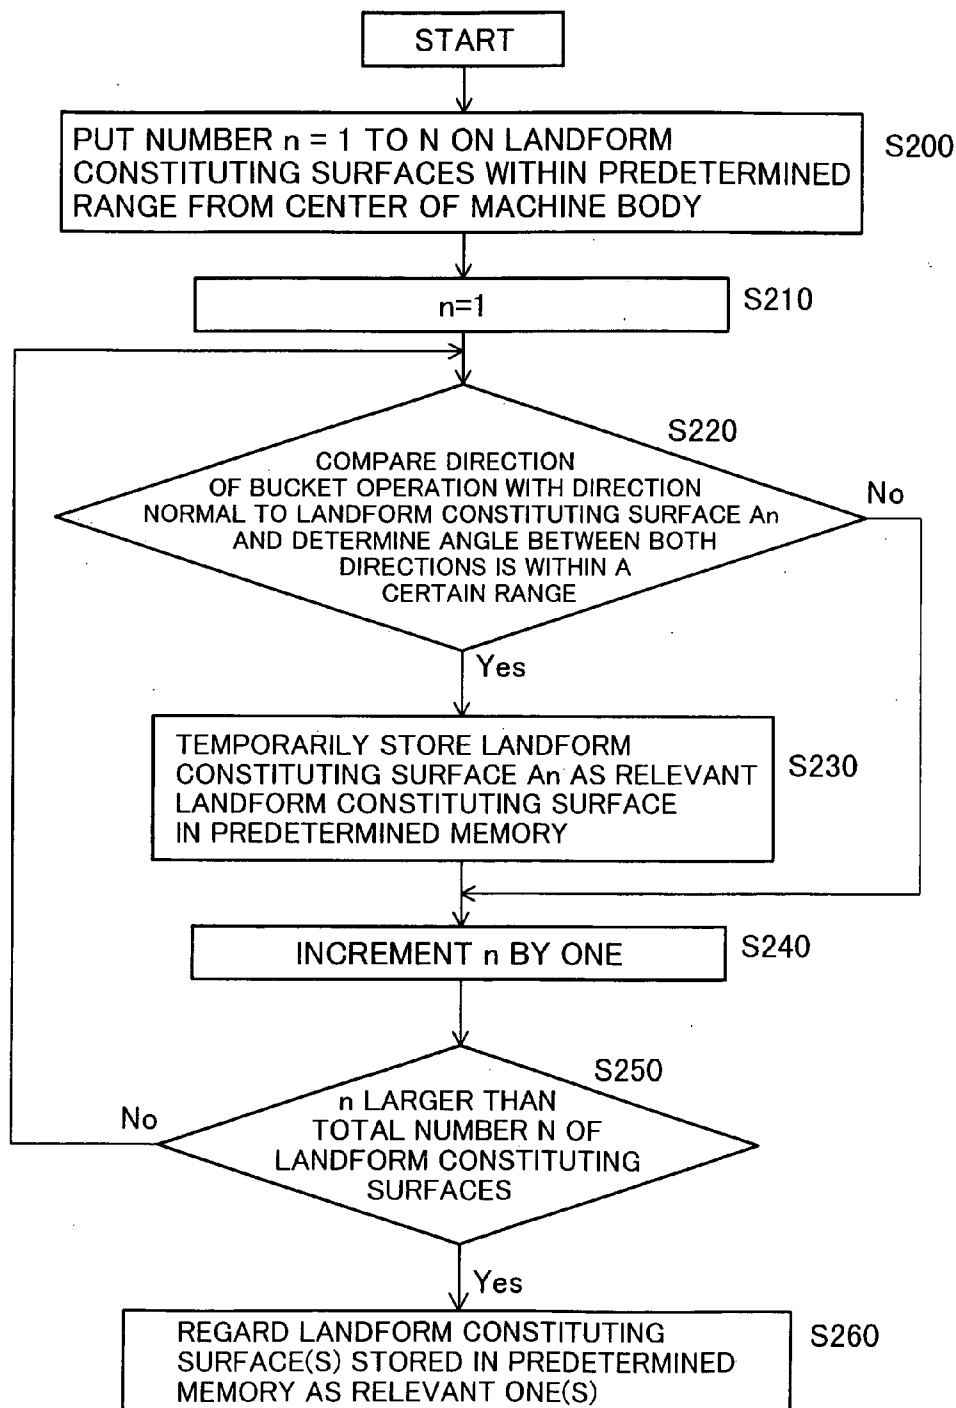 START
PUT NUMBER n = 1 TO N ON LANDFORM
CONSTITUTING SURFACES WITHIN PREDETERMINED
RANGE FROM CENTER OF MACHINE BODY
S200
n=1
S210
S220
COMPARE DIRECTION
OF BUCKET OPERATION WITH DIRECTION
NORMAL TO LANDFORM CONSTITUTING SURFACE An
AND DETERMINE ANGLE BETWEEN BOTH
DIRECTIONS IS WITHIN A
CERTAIN RANGE
No
Yes
TEMPORARILY STORE LANDFORM
CONSTITUTING SURFACE An AS RELEVANT
LANDFORM CONSTITUTING SURFACE
IN PREDETERMINED MEMORY
S230
INCREMENT n BY ONE
S240
S250
n LARGER THAN
TOTAL NUMBER N OF
LANDFORM CONSTITUTING
SURFACES
No
Yes
REGARD LANDFORM CONSTITUTING
SURFACE(S) STORED IN PREDETERMINED
MEMORY AS RELEVANT ONE(S)
S260